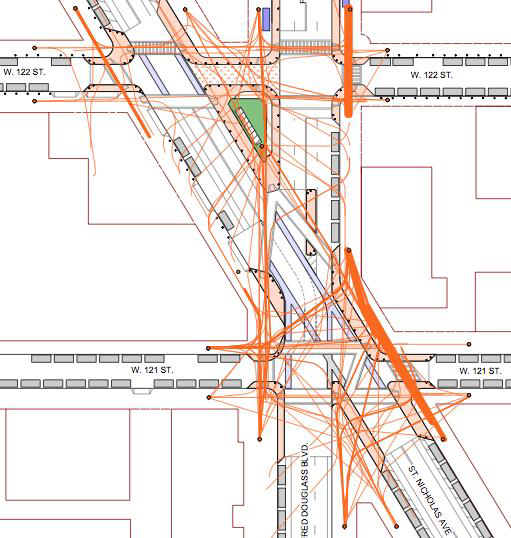 W. 122 ST.
W. 122 ST.
W. 121 ST.
W. 121 ST.
RED DOUGLASS BLVD.
ST. NICHOLAS AVE